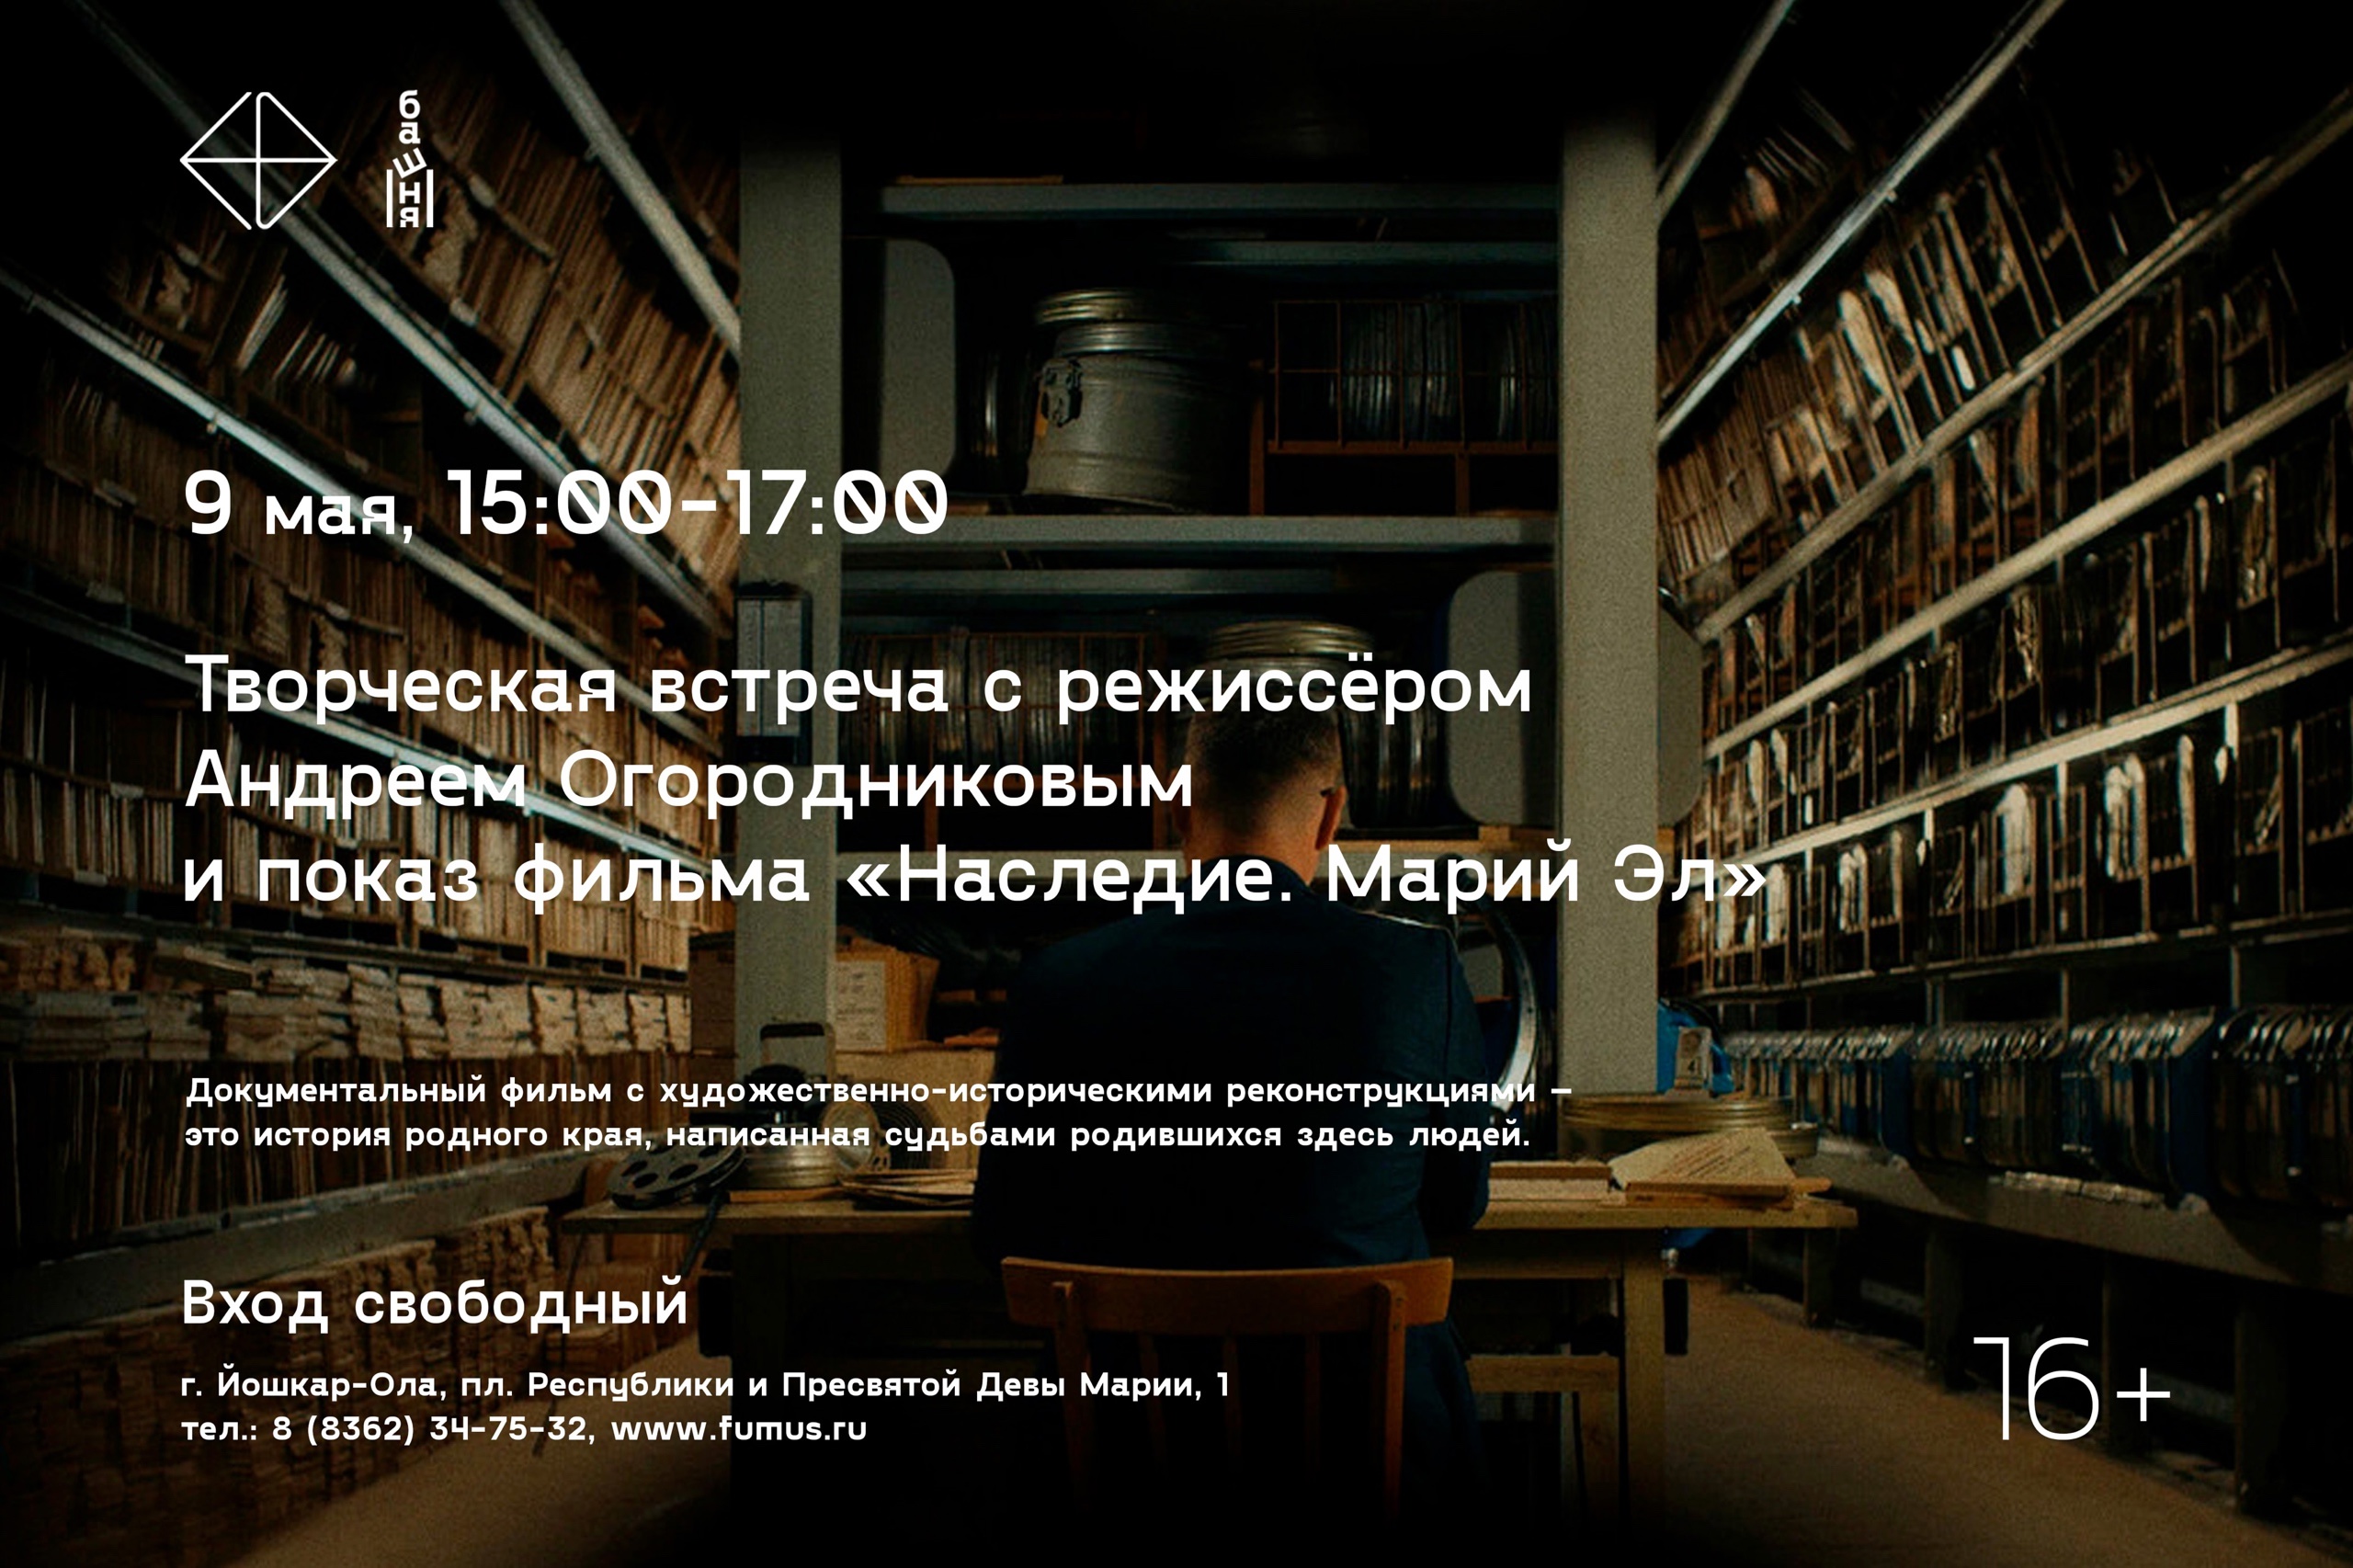 башня
9 мая, 15:00-17:00
Творческая встреча с режиссёром
Андреем Огородниковым
и показ фильма «Наследие. Марий Эл»
Документальный фильм с художественно-историческими реконструкциями –
это история родного края, написанная судьбами родившихся здесь людей.
Вход свободный
г. Йошкар-Ола, пл. Республики и Пресвятой Девы Марии, 1
тел.: 8 (8362) 34-75-32, www.fumus.ru
16+